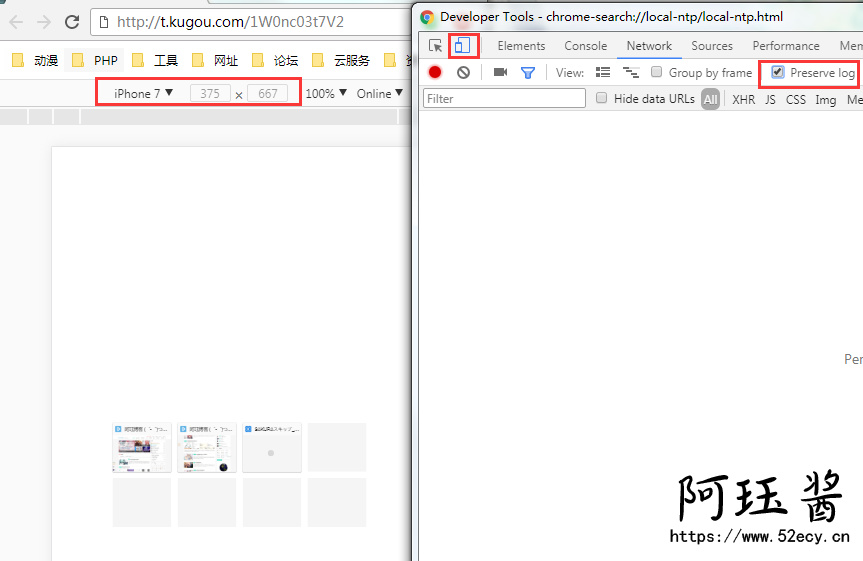 http://t.kugou.com/1W0nc03t7V2
动漫 PHP 工具 网址 论坛 云服务
iPhone 7 ▼ 375 × 667 100% ▼ Online ▼
Developer Tools - chrome-search://local-ntp/local-ntp.html
Elements Console Network Sources Performance Mem
View: Group by frame Preserve log
Filter Hide data URLs All XHR JS CSS Img Me
Per
阿珏酱
https://www.52ecy.cn